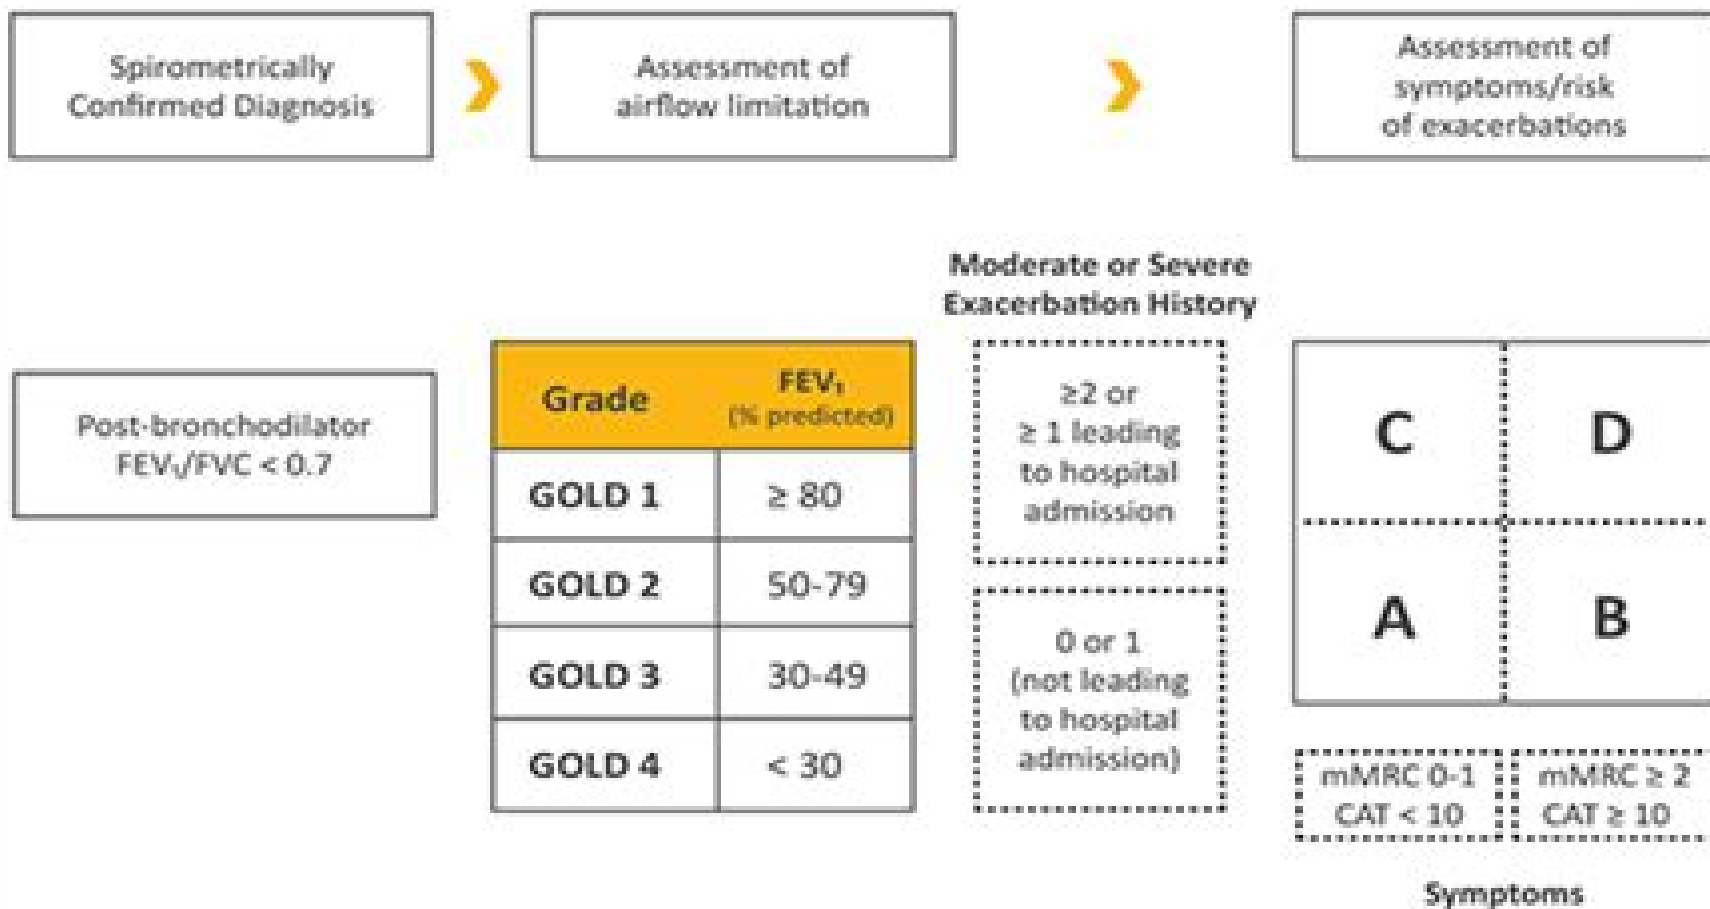 Spirometrically
Confirmed Diagnosis
Assessment of
airflow limitation
Assessment of
symptoms/risk
of exacerbations
Post-bronchodilator
FEV₁/FVC < 0.7
Grade
FEV₁
(% predicted)
GOLD 1
≥ 80
GOLD 2
50-79
GOLD 3
30-49
GOLD 4
< 30
Moderate or Severe
Exacerbation History
≥2 or
≥ 1 leading
to hospital
admission
0 or 1
(not leading
to hospital
admission)
C
D
A
B
mMRC 0-1
CAT < 10
mMRC ≥ 2
CAT ≥ 10
Symptoms